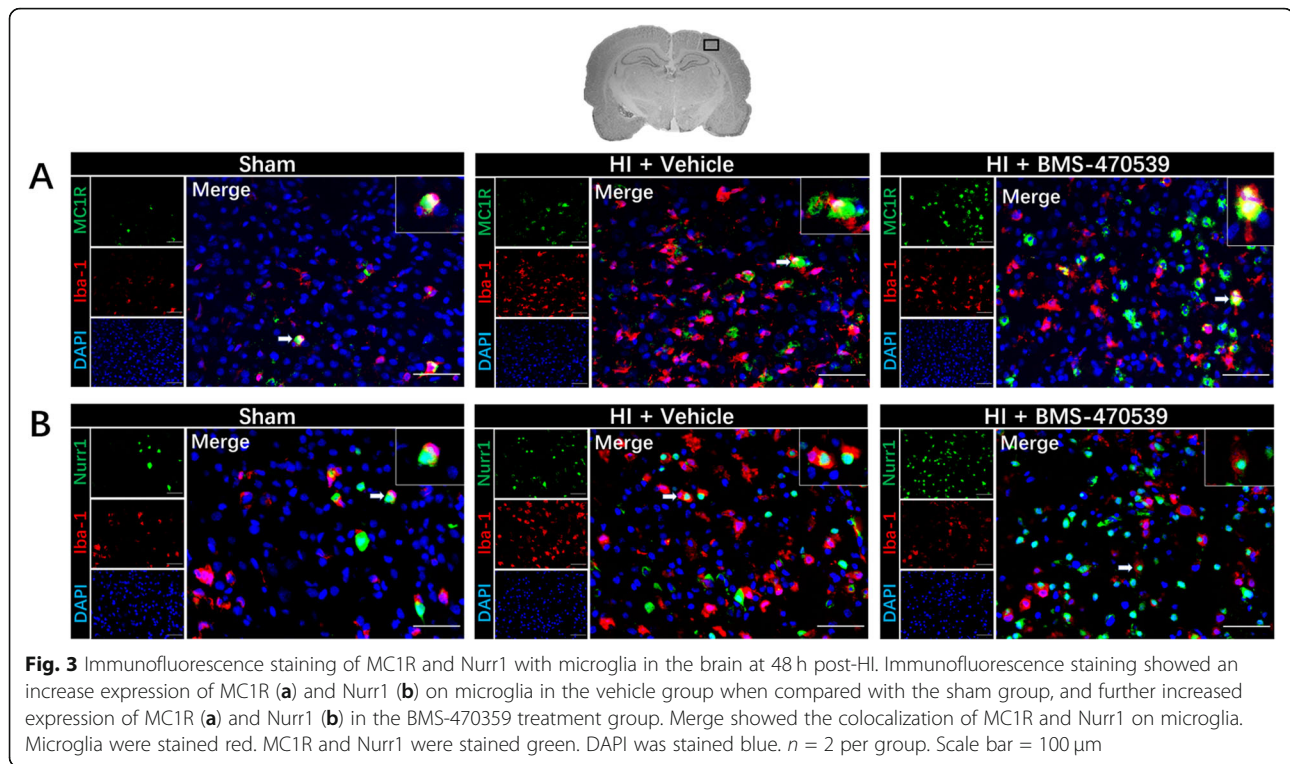 A
Sham
HI + Vehicle
HI + BMS-470539
MC1R
Iba-1
DAPI
Merge
MC1R
Iba-1
DAPI
Merge
MC1R
Iba-1
DAPI
Merge
B
Sham
HI + Vehicle
HI + BMS-470539
Nurr1
Iba-1
DAPI
Merge
Nurr1
Iba-1
DAPI
Merge
Nurr1
Iba-1
DAPI
Merge
Fig. 3 Immunofluorescence staining of MC1R and Nurr1 with microglia in the brain at 48 h post-HI. Immunofluorescence staining showed an
increase expression of MC1R (a) and Nurr1 (b) on microglia in the vehicle group when compared with the sham group, and further increased
expression of MC1R (a) and Nurr1 (b) in the BMS-470359 treatment group. Merge showed the colocalization of MC1R and Nurr1 on microglia.
Microglia were stained red. MC1R and Nurr1 were stained green. DAPI was stained blue. n = 2 per group. Scale bar = 100 μm